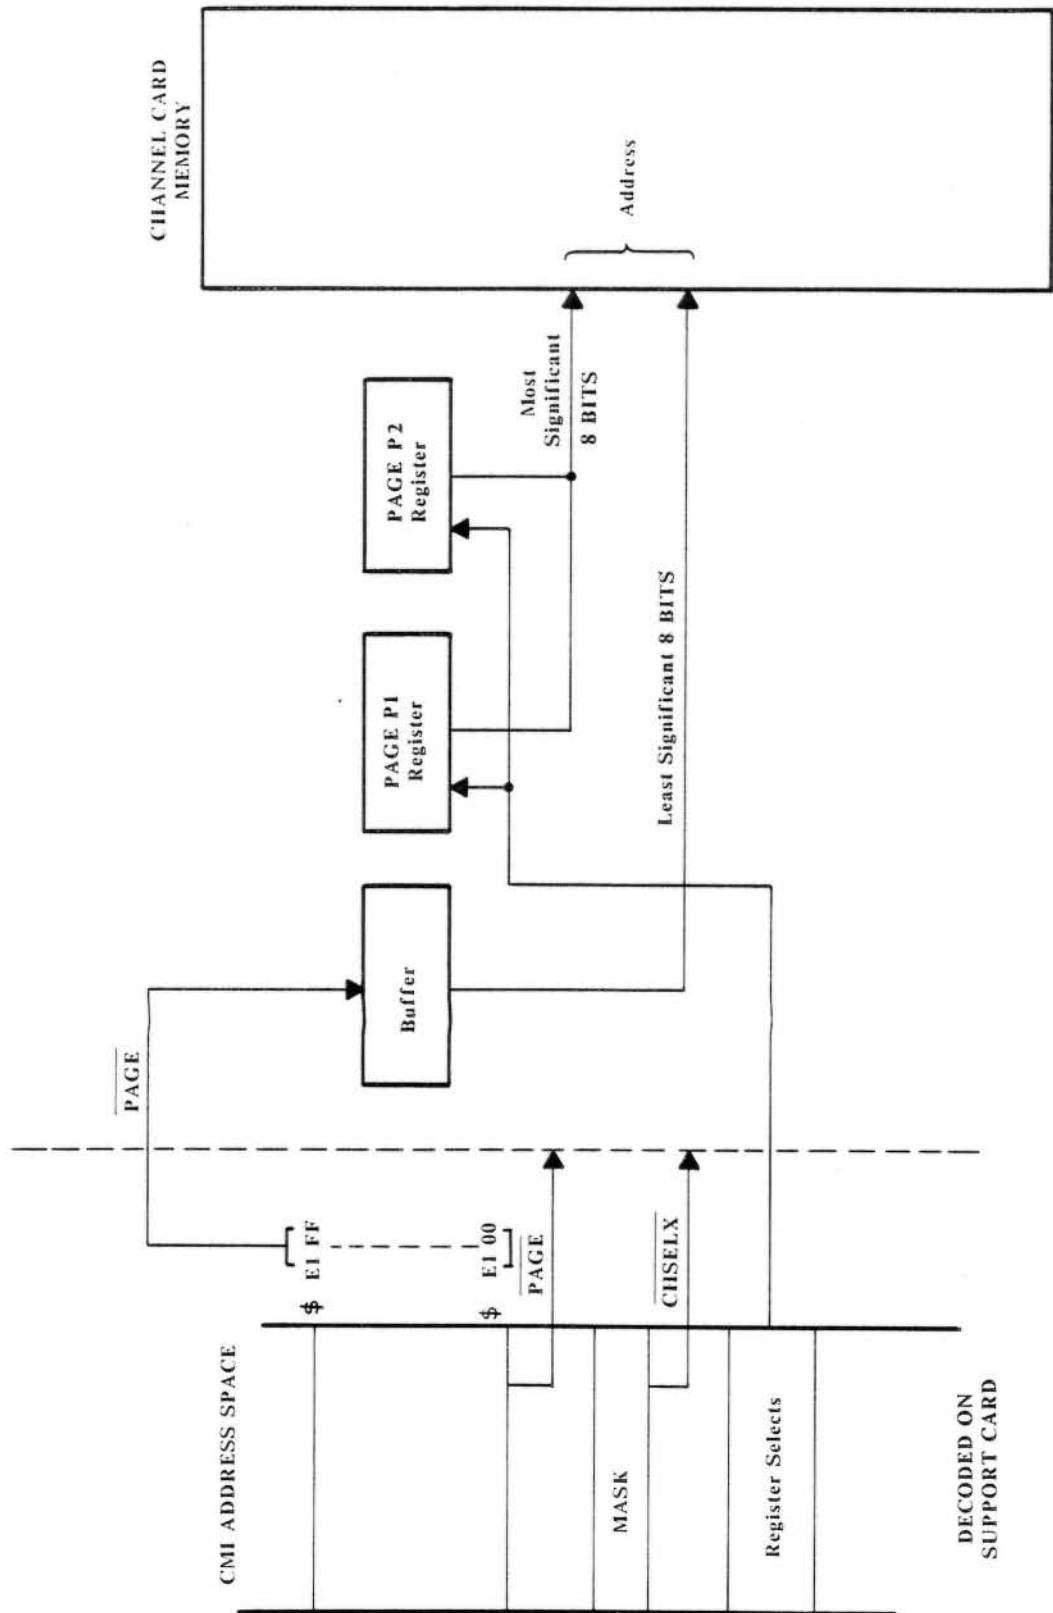 CMI ADDRESS SPACE
$ E1 FF
$ E1 00
PAGE
PAGE
MASK
CHSELX
Register Selects
DECODED ON
SUPPORT CARD
Buffer
PAGE P1
Register
PAGE P2
Register
Most
Significant
8 BITS
Least Significant 8 BITS
CHANNEL CARD
MEMORY
Address